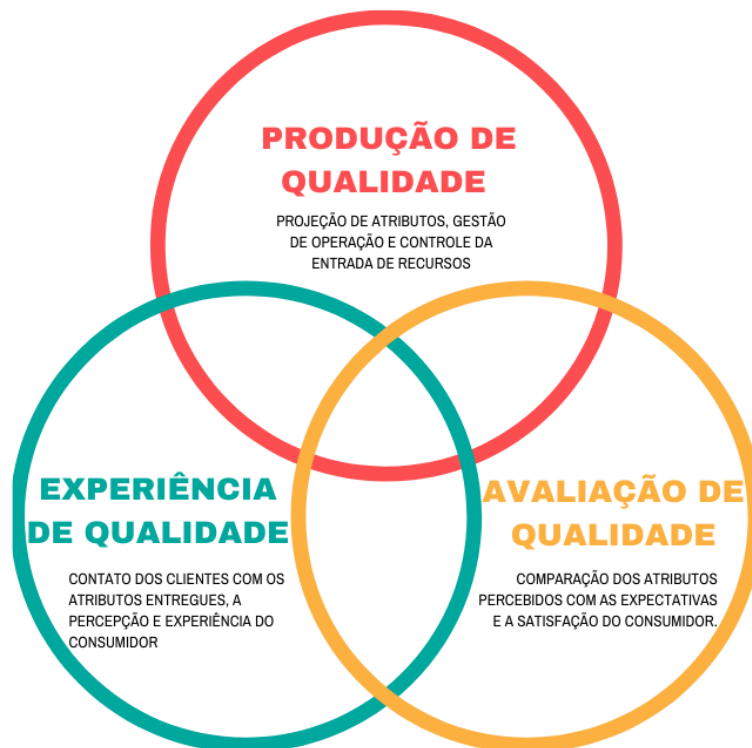 PRODUÇÃO DE
QUALIDADE
PROJEÇÃO DE ATRIBUTOS, GESTÃO
DE OPERAÇÃO E CONTROLE DA
ENTRADA DE RECURSOS
EXPERIÊNCIA
DE QUALIDADE
CONTATO DOS CLIENTES COM OS
ATRIBUTOS ENTREGUES, A
PERCEPÇÃO E EXPERIÊNCIA DO
CONSUMIDOR
AVALIAÇÃO DE
QUALIDADE
COMPARAÇÃO DOS ATRIBUTOS
PERCEBIDOS COM AS EXPECTATIVAS
E A SATISFAÇÃO DO CONSUMIDOR.